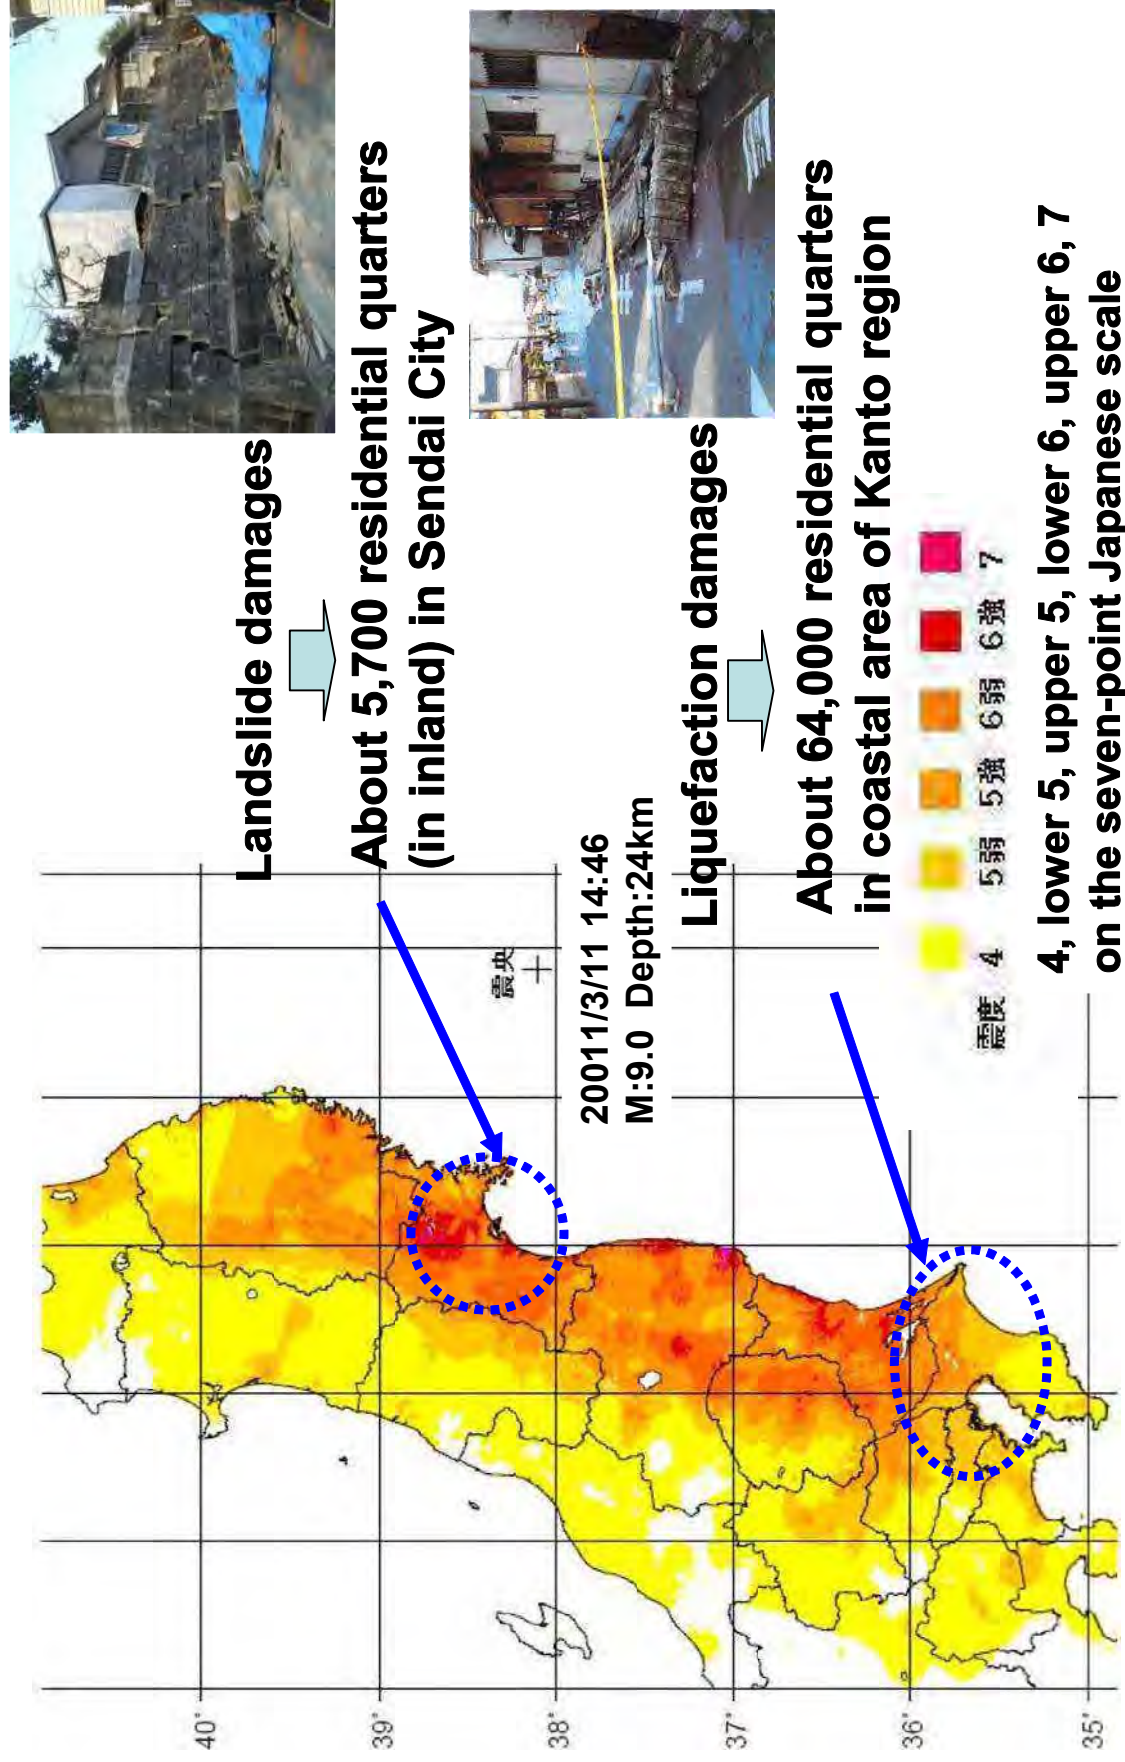 Landslide damages
About 5,700 residential quarters
(in inland) in Sendai City
震央
20011/3/11 14:46
M:9.0 Depth:24km
Liquefaction damages
About 64,000 residential quarters
in coastal area of Kanto region
震度 4 5弱 5強 6弱 6強 7
4, lower 5, upper 5, lower 6, upper 6, 7
on the seven-point Japanese scale
40°
39°
38°
37°
36°
35°